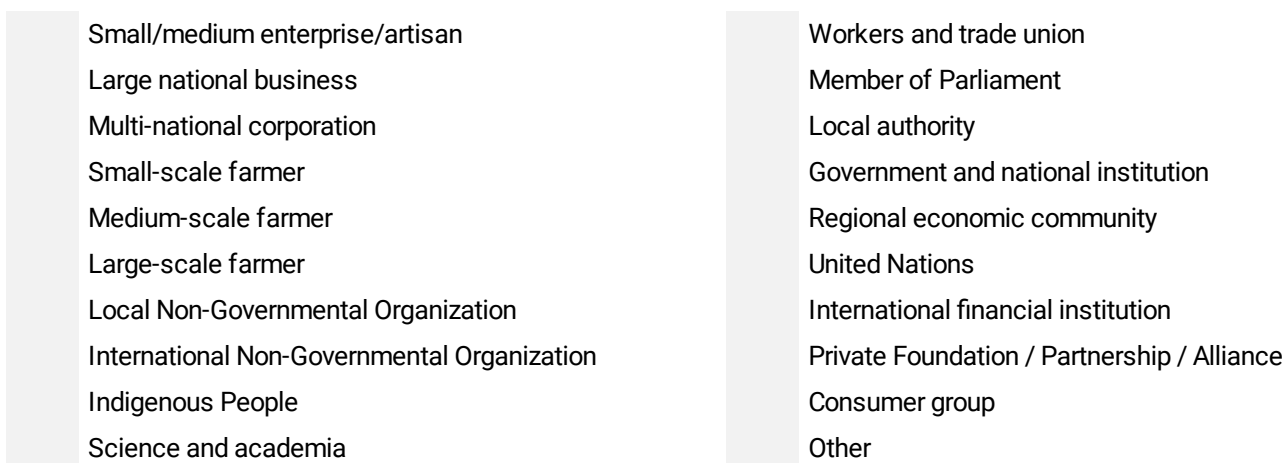 Small/medium enterprise/artisan
Large national business
Multi-national corporation
Small-scale farmer
Medium-scale farmer
Large-scale farmer
Local Non-Governmental Organization
International Non-Governmental Organization
Indigenous People
Science and academia
Workers and trade union
Member of Parliament
Local authority
Government and national institution
Regional economic community
United Nations
International financial institution
Private Foundation / Partnership / Alliance
Consumer group
Other